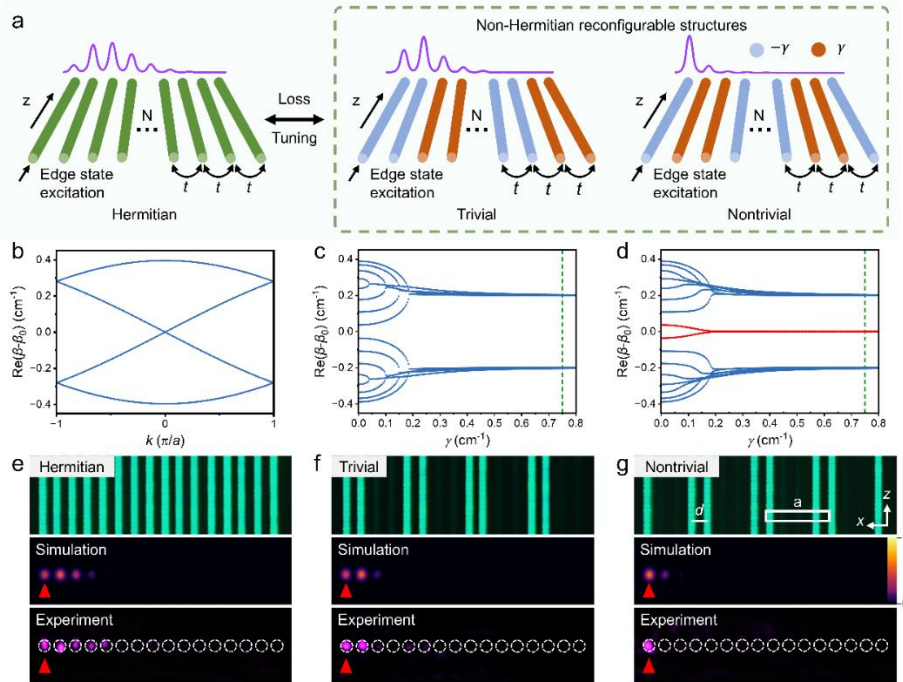 a
Non-Hermitian reconfigurable structures
−γ
γ
z
N
Loss
Tuning
z
N
z
N
Edge state
excitation
t
t
t
Edge state
excitation
t
t
t
Edge state
excitation
t
t
t
Hermitian
Trivial
Nontrivial
b
c
d
Re(β-β0) (cm-1)
0.4
0.2
0.0
−0.2
−0.4
-1
0
1
k (π/a)
Re(β-β0) (cm-1)
0.4
0.2
0.0
−0.2
−0.4
0.0 0.1 0.2 0.3 0.4 0.5 0.6 0.7 0.8
γ (cm-1)
Re(β-β0) (cm-1)
0.4
0.2
0.0
−0.2
−0.4
0.0 0.1 0.2 0.3 0.4 0.5 0.6 0.7 0.8
γ (cm-1)
e
Hermitian
f
Trivial
g
Nontrivial
d
a
z
x
Simulation
Simulation
Simulation
Experiment
Experiment
Experiment